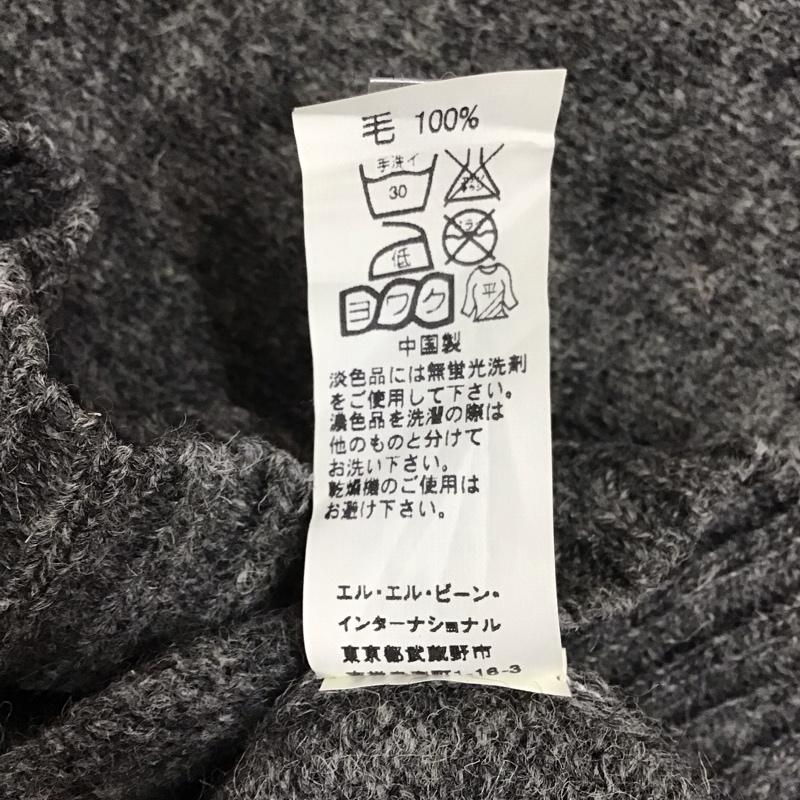 毛 100%
手洗イ
30
低
ヨワク
平
中国製
淡色品には無蛍光洗剤
をご使用して下さい。
濃色品を洗濯の際は
他のものと分けて
お洗い下さい。
乾燥機のご使用は
お避け下さい。
エル・エル・ビーン・
インターナショナル
東京都武蔵野市
1-16-3